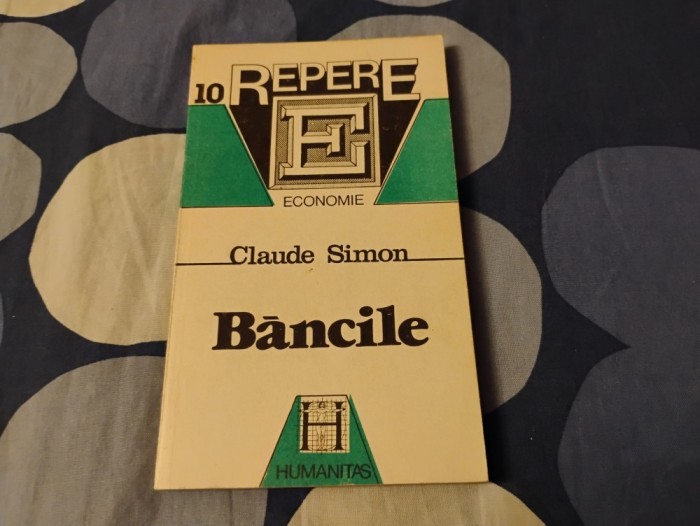 10 REPERE
E
ECONOMIE
Claude Simon
Băncile
H
HUMANITAS